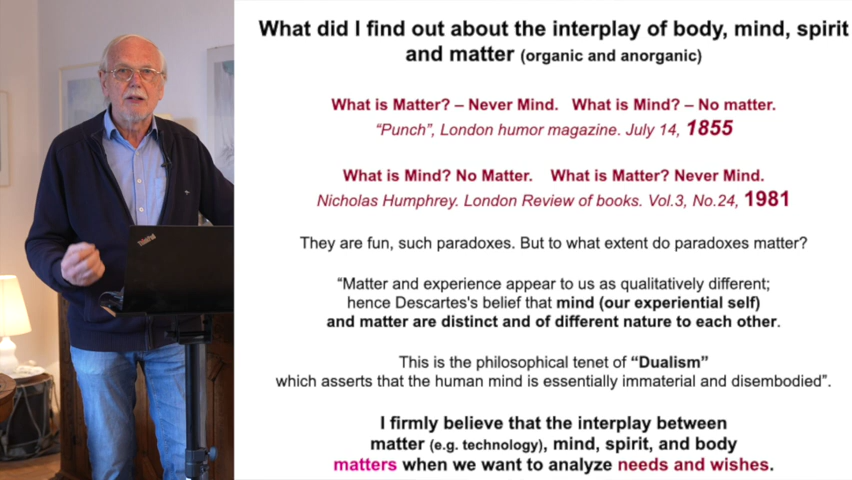 What did I find out about the interplay of body, mind, spirit
and matter (organic and anorganic)
What is Matter? – Never Mind. What is Mind? – No matter.
“Punch”, London humor magazine. July 14, 1855
What is Mind? No Matter. What is Matter? Never Mind.
Nicholas Humphrey. London Review of books. Vol.3, No.24, 1981
They are fun, such paradoxes. But to what extent do paradoxes matter?
“Matter and experience appear to us as qualitatively different;
hence Descartes's belief that mind (our experiential self)
and matter are distinct and of different nature to each other.
This is the philosophical tenet of “Dualism”
which asserts that the human mind is essentially immaterial and disembodied”.
I firmly believe that the interplay between
matter (e.g. technology), mind, spirit, and body
matters when we want to analyze needs and wishes.
ThinkPad